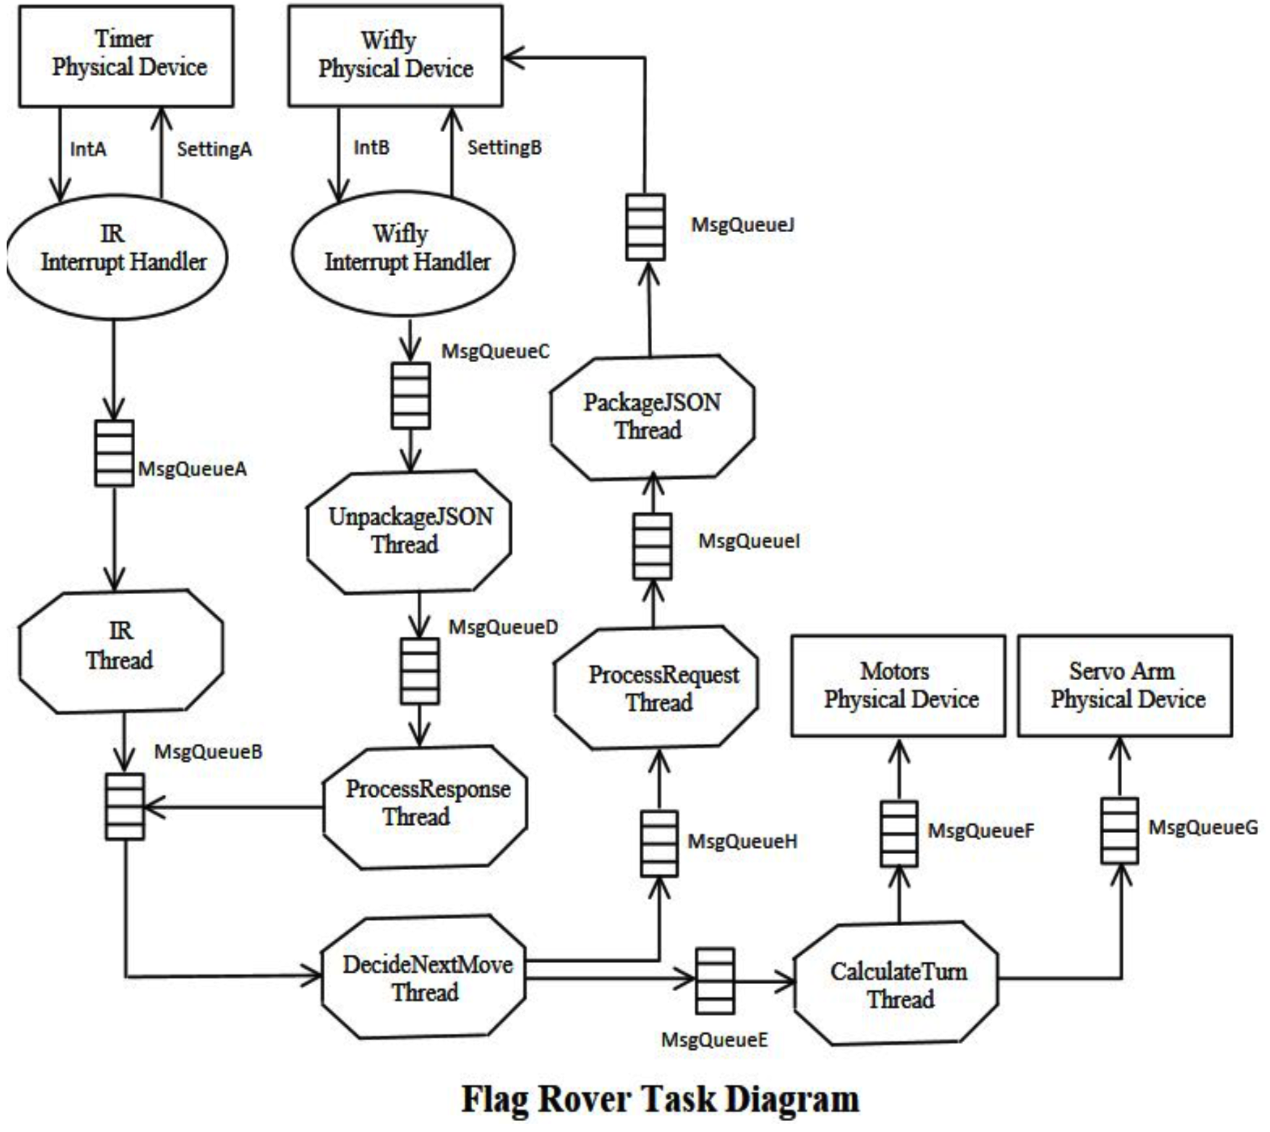 Timer
Physical Device
Wifly
Physical Device
IntA
SettingA
IntB
SettingB
IR
Interrupt Handler
Wifly
Interrupt Handler
MsgQueueJ
MsgQueueC
PackageJSON
Thread
MsgQueueA
UnpackageJSON
Thread
MsgQueueI
IR
Thread
MsgQueueD
ProcessRequest
Thread
Motors
Physical Device
Servo Arm
Physical Device
MsgQueueB
ProcessResponse
Thread
MsgQueueH
MsgQueueF
MsgQueueG
DecideNextMove
Thread
CalculateTurn
Thread
MsgQueueE
Flag Rover Task Diagram